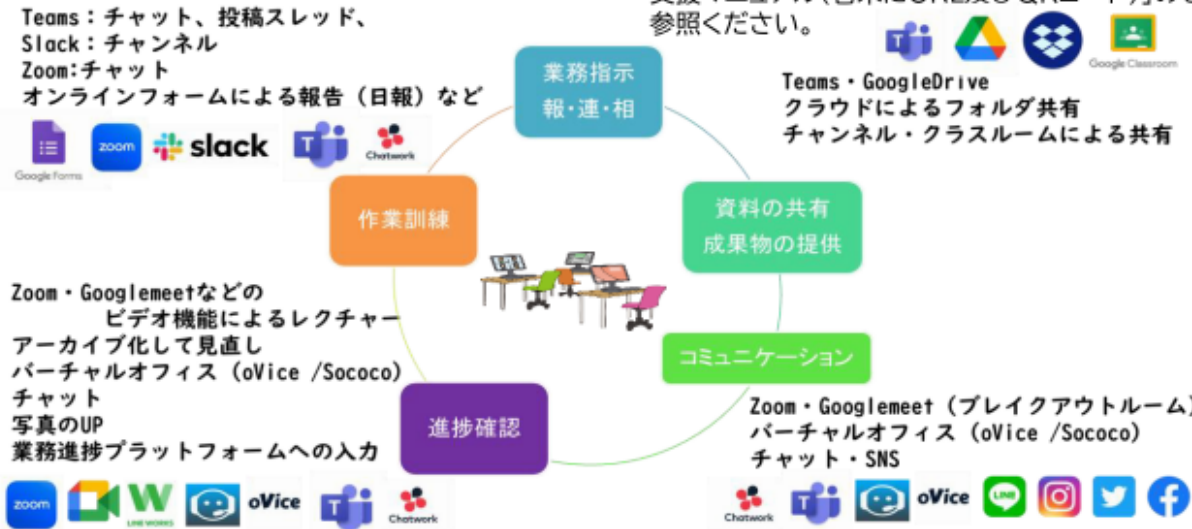 Teams：チャット、投稿スレッド、
Slack：チャンネル
Zoom:チャット
オンラインフォームによる報告（日報）など
Google Forms
zoom
slack
Chatwork
参照ください。
Google Classroom
Teams・GoogleDrive
クラウドによるフォルダ共有
チャンネル・クラスルームによる共有
業務指示
報・連・相
作業訓練
資料の共有
成果物の提供
コミュニケーション
進捗確認
Zoom・Googlemeetなどの
ビデオ機能によるレクチャー
アーカイブ化して見直し
バーチャルオフィス（oVice /Sococo）
チャット
写真のUP
業務進捗プラットフォームへの入力
zoom
LINE WORKS
oVice
Chatwork
Zoom・Googlemeet（ブレイクアウトルーム）
バーチャルオフィス（oVice /Sococo）
チャット・SNS
Chatwork
oVice
LINE